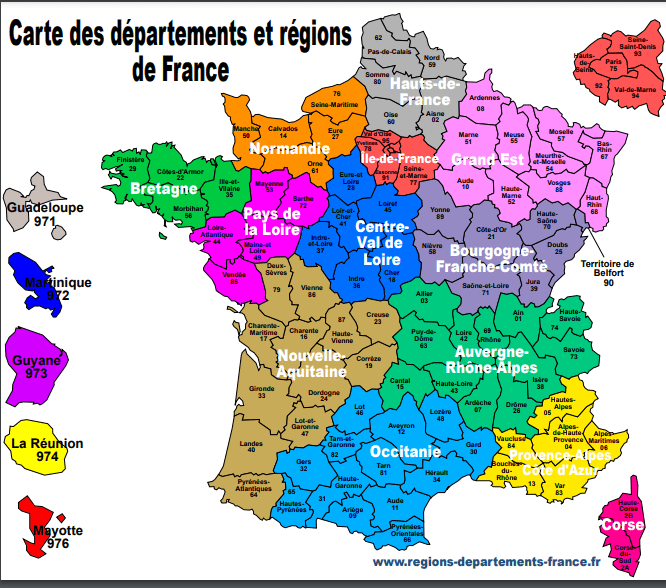 Carte des départements et régions
de France
62
Pas-de-Calais
Nord
59
Somme
80
Hauts-de-
France
Oise
60
Aisne
02
Seine-
Saint-Denis
93
Hauts-
de-
Seine
Paris
75
92
Val-de-Marne
94
76
Seine-Maritime
Manche
50
Calvados
14
Eure
27
Normandie
Orne
61
Val d'Oise
95
Yvelines
78
Ile-de-France
Essonne
91
Seine-
et-Marne
77
Ardennes
08
Marne
51
Meuse
55
Moselle
57
Bas-
Rhin
67
Grand Est
Meurthe-
et-Moselle
54
Vosges
88
Aude
10
Haute-
Marne
52
Haut-
Rhin
68
Finistère
29
Côtes-d'Armor
22
Ille-et-
Vilaine
35
Bretagne
Morbihan
56
Mayenne
53
Sarthe
72
Pays de
la Loire
Loire-
Atlantique
44
Maine-et
Loire
49
Vendée
85
Eure-et
Loire
28
Loiret
45
Loir-et
Cher
41
Centre-
Val de
Loire
Indre-
et-Loire
37
Indre
36
Cher
18
Yonne
89
Côte-d'Or
21
Haute-
Saône
70
Nièvre
58
Bourgogne-
Franche-Comte
Doubs
25
Jura
39
Saône-et-Loire
71
Territoire de
Belfort
90
Guadeloupe
971
Martinique
972
Guyane
973
La Réunion
974
Mayotte
976
Deux-
Sèvres
79
Vienne
86
Charente-
Maritime
17
Charente
16
87
Haute-
Vienne
Creuse
23
Nouvelle-
Aquitaine
Corrèze
19
Gironde
33
Dordogne
24
Lot-et-
Garonne
47
Landes
40
Pyrénées-
Atlantiques
64
Allier
03
Puy-de-
Dôme
63
Loire
42
69
Rhône
Ain
01
Haute-
Savoie
74
Savoie
73
Auvergne-
Rhône-Alpes
Cantal
15
Haute-Loire
43
Ardèche
07
Drôme
26
Isère
38
Lot
46
Aveyron
12
Lozère
48
Gard
30
Tarn-et
Garonne
82
Occitanie
Gers
32
Tarn
81
Hérault
34
Haute-
Garonne
31
65
Hautes-
Pyrénées
Ariège
09
Aude
11
Pyrénées-
Orientales
66
Hautes-
Alpes
05
Alpes-
de-Haute
Provence
04
Alpes
Maritimes
06
Vaucluse
84
Provence-Alpes
Côte d'Azur
Bouches-
du-
Rhône
13
Var
83
Haute-
Corse
2B
Corse
Corse-
du-
Sud
2A
www.regions-departements-france.fr